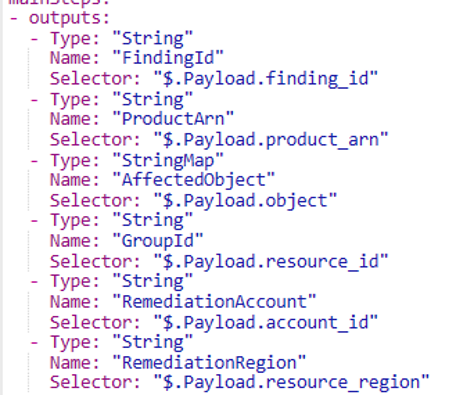 mainSteps:
- outputs:
  - Type: "String"
    Name: "FindingId"
    Selector: "$.Payload.finding_id"
  - Type: "String"
    Name: "ProductArn"
    Selector: "$.Payload.product_arn"
  - Type: "StringMap"
    Name: "AffectedObject"
    Selector: "$.Payload.object"
  - Type: "String"
    Name: "GroupId"
    Selector: "$.Payload.resource_id"
  - Type: "String"
    Name: "RemediationAccount"
    Selector: "$.Payload.account_id"
  - Type: "String"
    Name: "RemediationRegion"
    Selector: "$.Payload.resource_region"